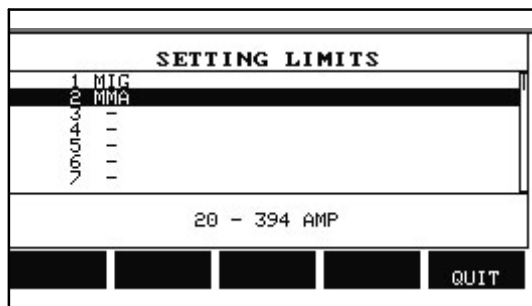 SETTING LIMITS
1 MIG
2 MMA
3 -
4 -
5 -
6 -
7 -
20 - 394 AMP
QUIT